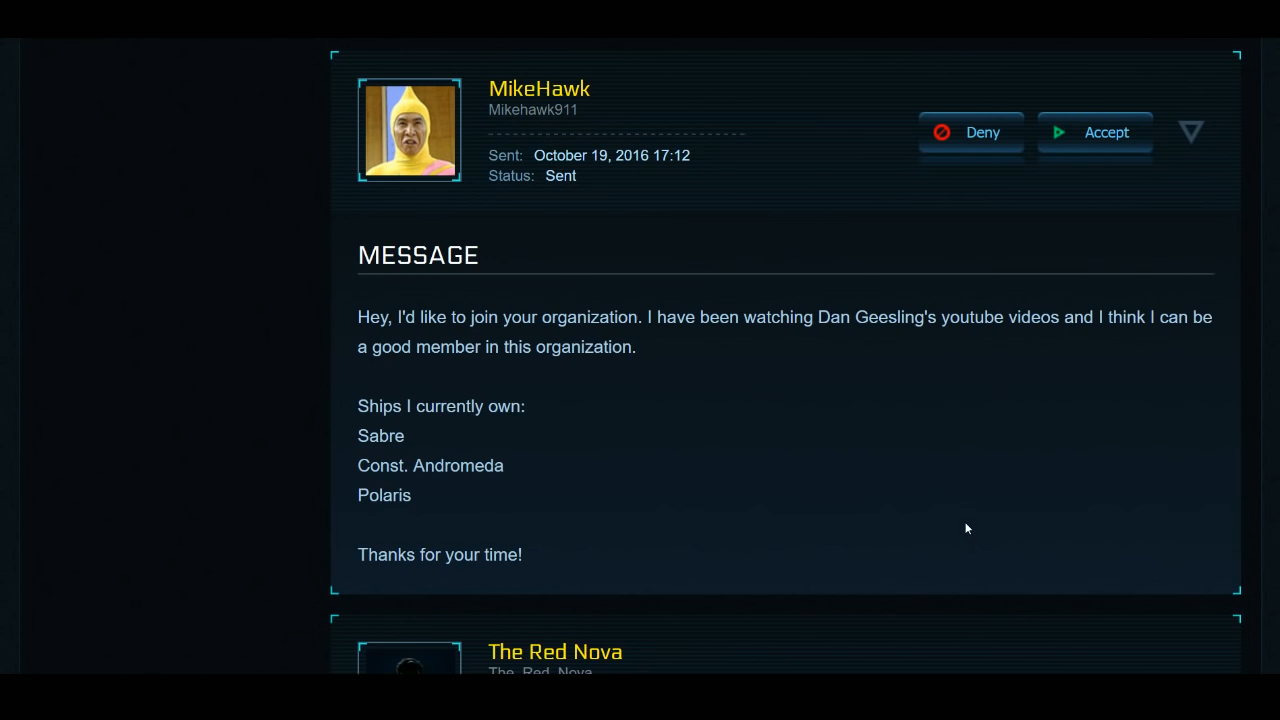 MikeHawk
Mikehawk911
Sent: October 19, 2016 17:12
Status: Sent
Deny
Accept
MESSAGE
Hey, I'd like to join your organization. I have been watching Dan Geesling's youtube videos and I think I can be
a good member in this organization.
Ships I currently own:
Sabre
Const. Andromeda
Polaris
Thanks for your time!
The Red Nova
The_Red_Nova